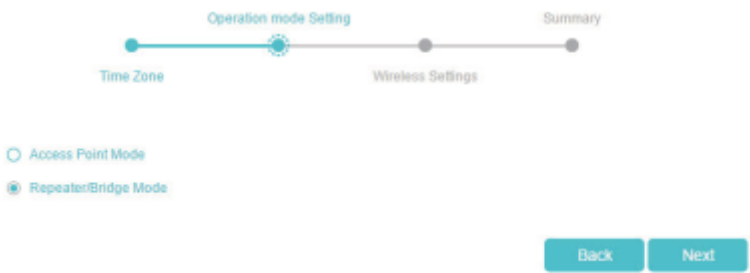 Operation mode Setting
Summary
Time Zone
Wireless Settings
Access Point Mode
Repeater/Bridge Mode
Back
Next